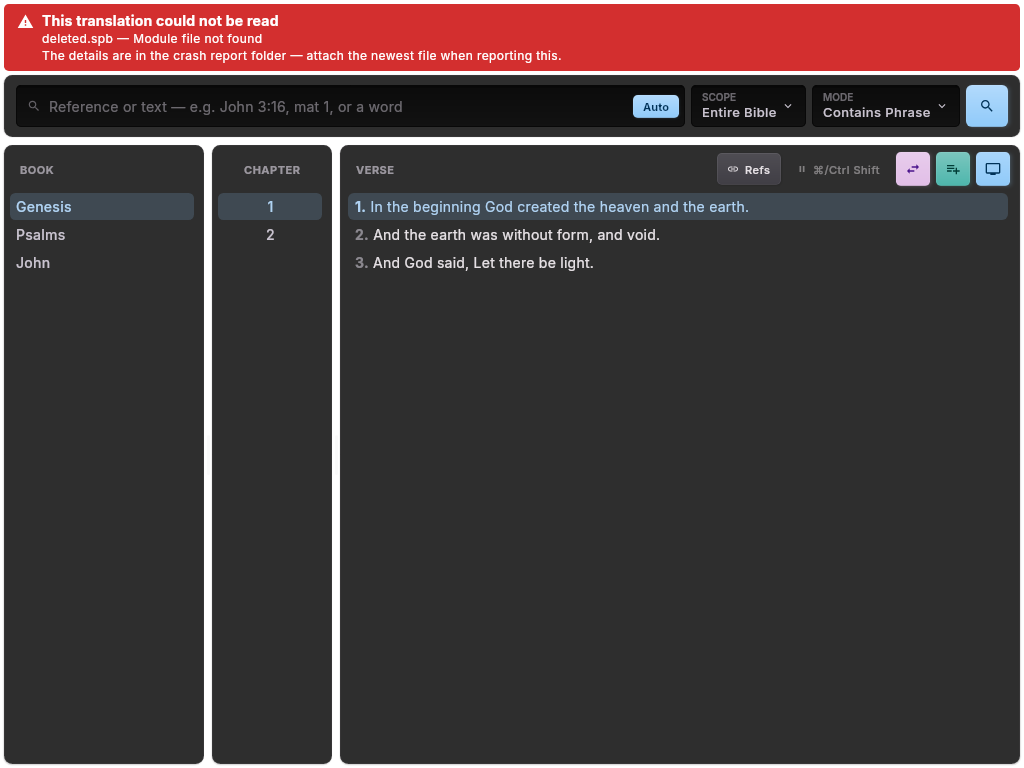 This translation could not be read
deleted.spb — Module file not found
The details are in the crash report folder — attach the newest file when reporting this.
Reference or text — e.g. John 3:16, mat 1, or a word
Auto
SCOPE
Entire Bible
MODE
Contains Phrase
BOOK
Genesis
Psalms
John
CHAPTER
1
2
VERSE
Refs
⌘/Ctrl Shift
1. In the beginning God created the heaven and the earth.
2. And the earth was without form, and void.
3. And God said, Let there be light.